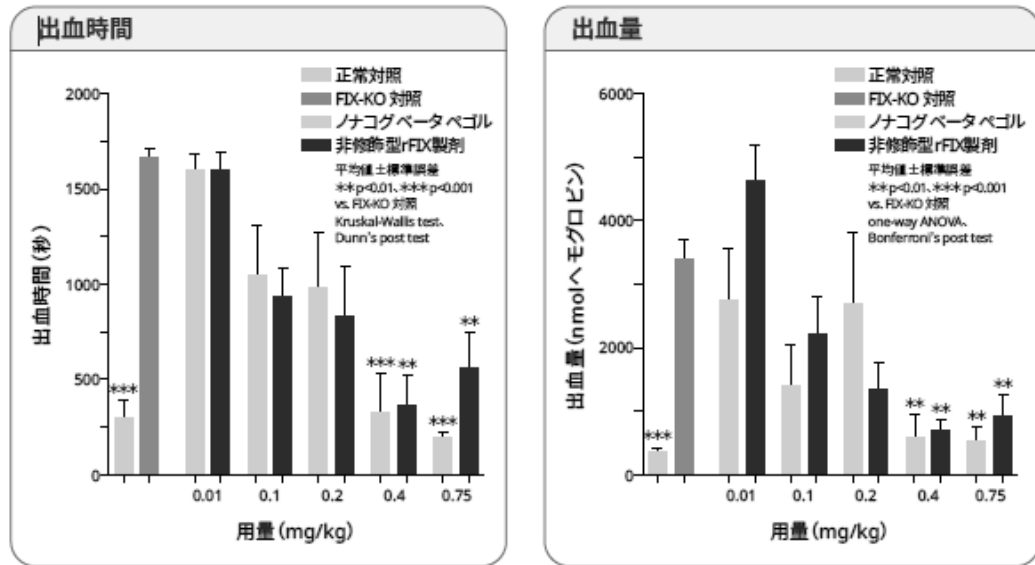 出血時間
正常対照
FIX-KO 対照
ノナコグ ベータ ペゴル
非修飾型rFIX製剤
平均値±標準誤差
**p<0.01、***p<0.001
vs. FIX-KO 対照
Kruskal-Wallis test、
Dunn's post test
出血時間(秒)
2000
1500
1000
500
0
***
***
**
***
**
0.01
0.1
0.2
0.4
0.75
用量(mg/kg)
出血量
正常対照
FIX-KO 対照
ノナコグ ベータ ペゴル
非修飾型rFIX製剤
平均値±標準誤差
**p<0.01、***p<0.001
vs. FIX-KO 対照
one-way ANOVA、
Bonferroni's post test
出血量(nmolヘモグロビン)
6000
4000
2000
0
***
**
**
**
**
0.01
0.1
0.2
0.4
0.75
用量(mg/kg)